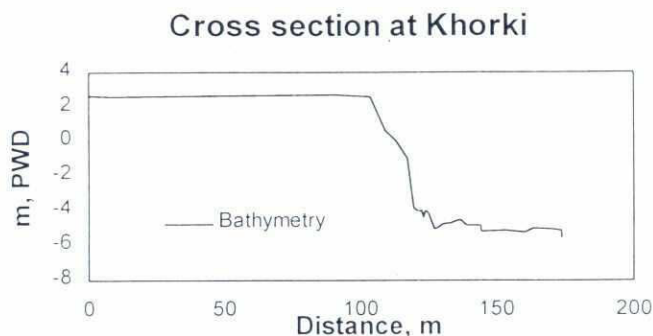 Cross section at Khorki
4
2
0
-2
-4
-6
-8
m, PWD
Bathymetry
0 50 100 150 200
Distance, m